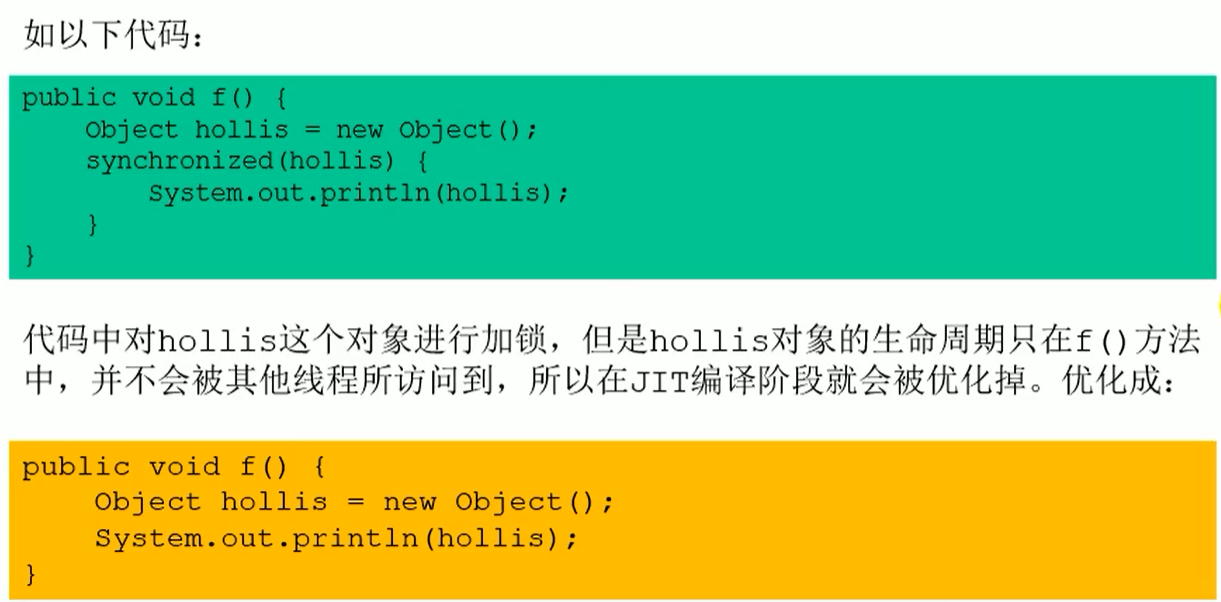 如以下代码：
public void f() {
    Object hollis = new Object();
    synchronized(hollis) {
        System.out.println(hollis);
    }
}
代码中对hollis这个对象进行加锁，但是hollis对象的生命周期只在f()方法
中，并不会被其他线程所访问到，所以在JIT编译阶段就会被优化掉。优化成：
public void f() {
    Object hollis = new Object();
    System.out.println(hollis);
}